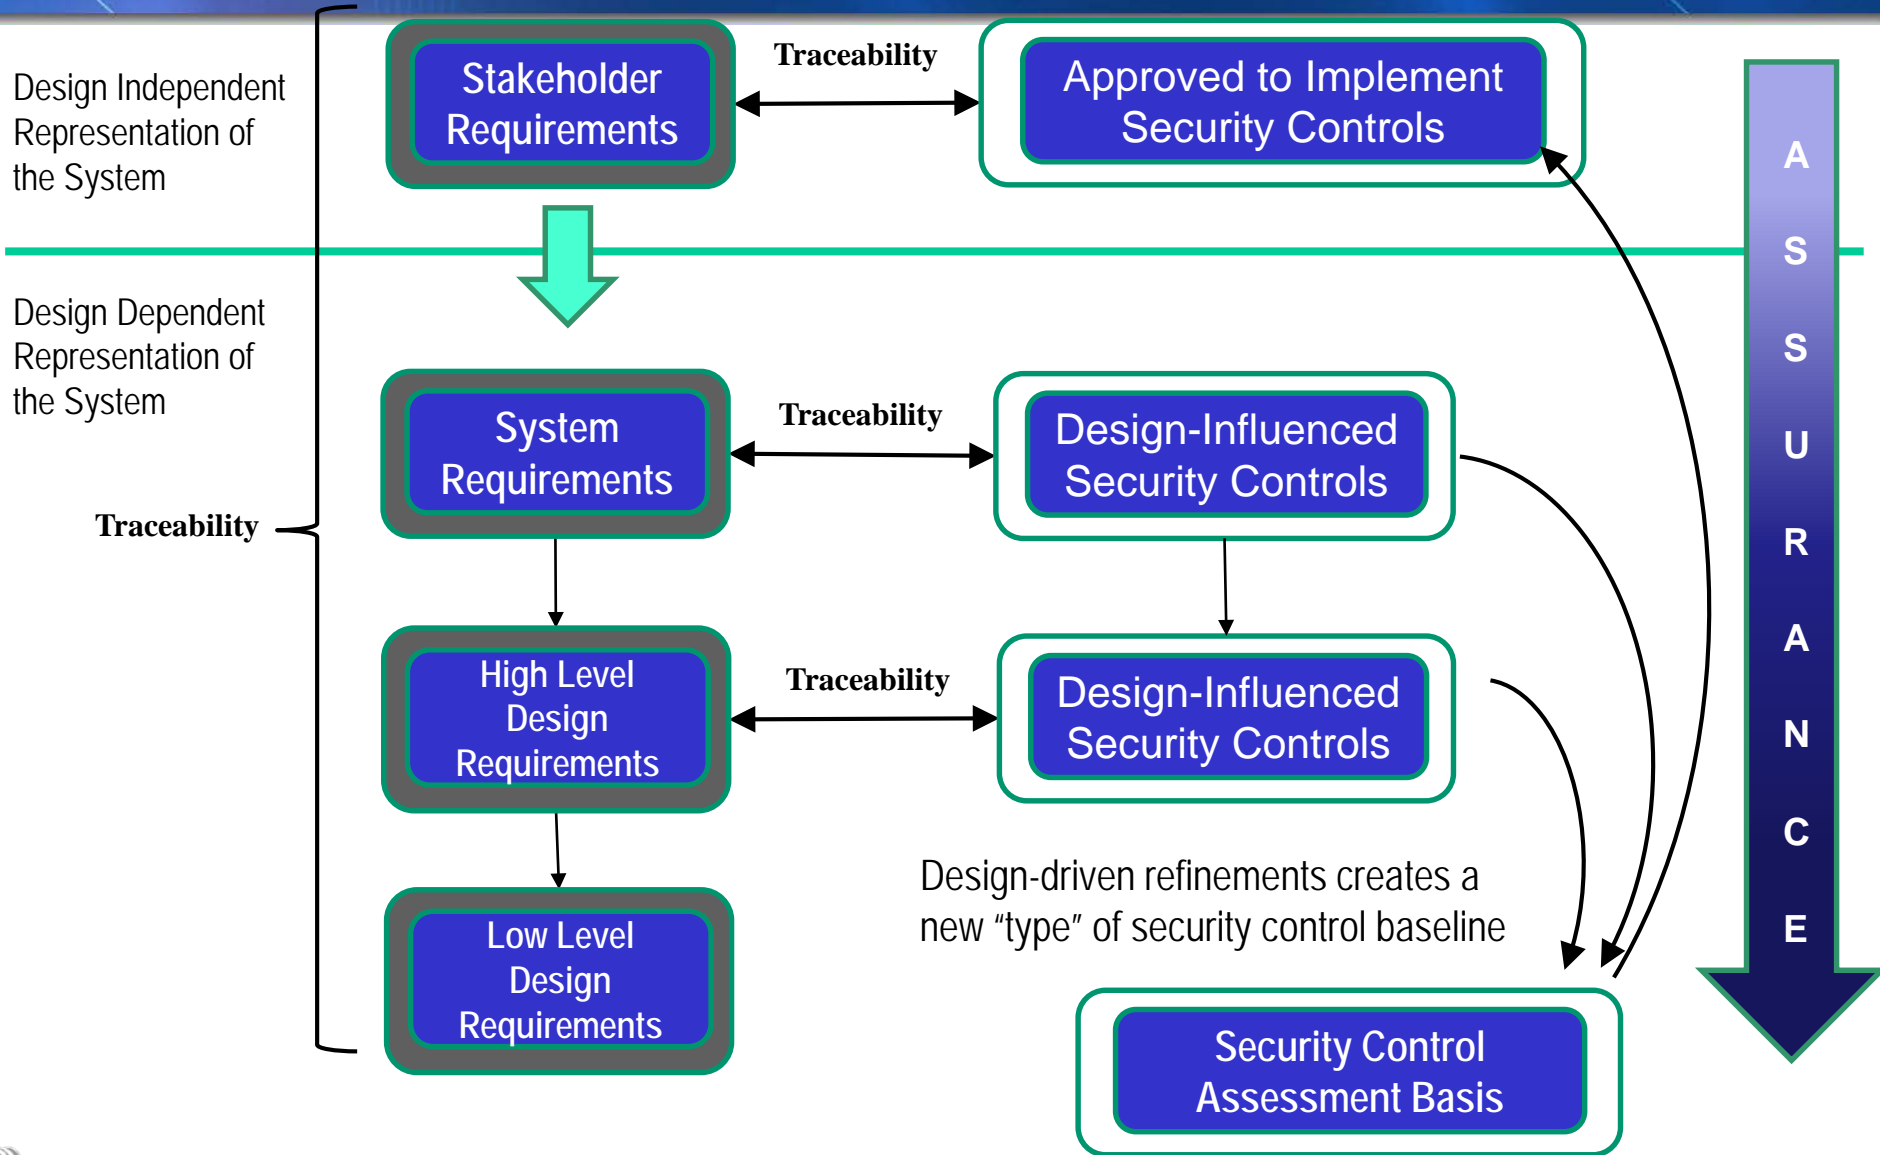 Design Independent
Representation of
the System
Stakeholder
Requirements
Traceability
Approved to Implement
Security Controls
Design Dependent
Representation of
the System
System
Requirements
Traceability
Design-Influenced
Security Controls
Traceability
High Level
Design
Requirements
Traceability
Design-Influenced
Security Controls
Design-driven refinements creates a
new “type” of security control baseline
Low Level
Design
Requirements
Security Control
Assessment Basis
A
S
S
U
R
A
N
C
E